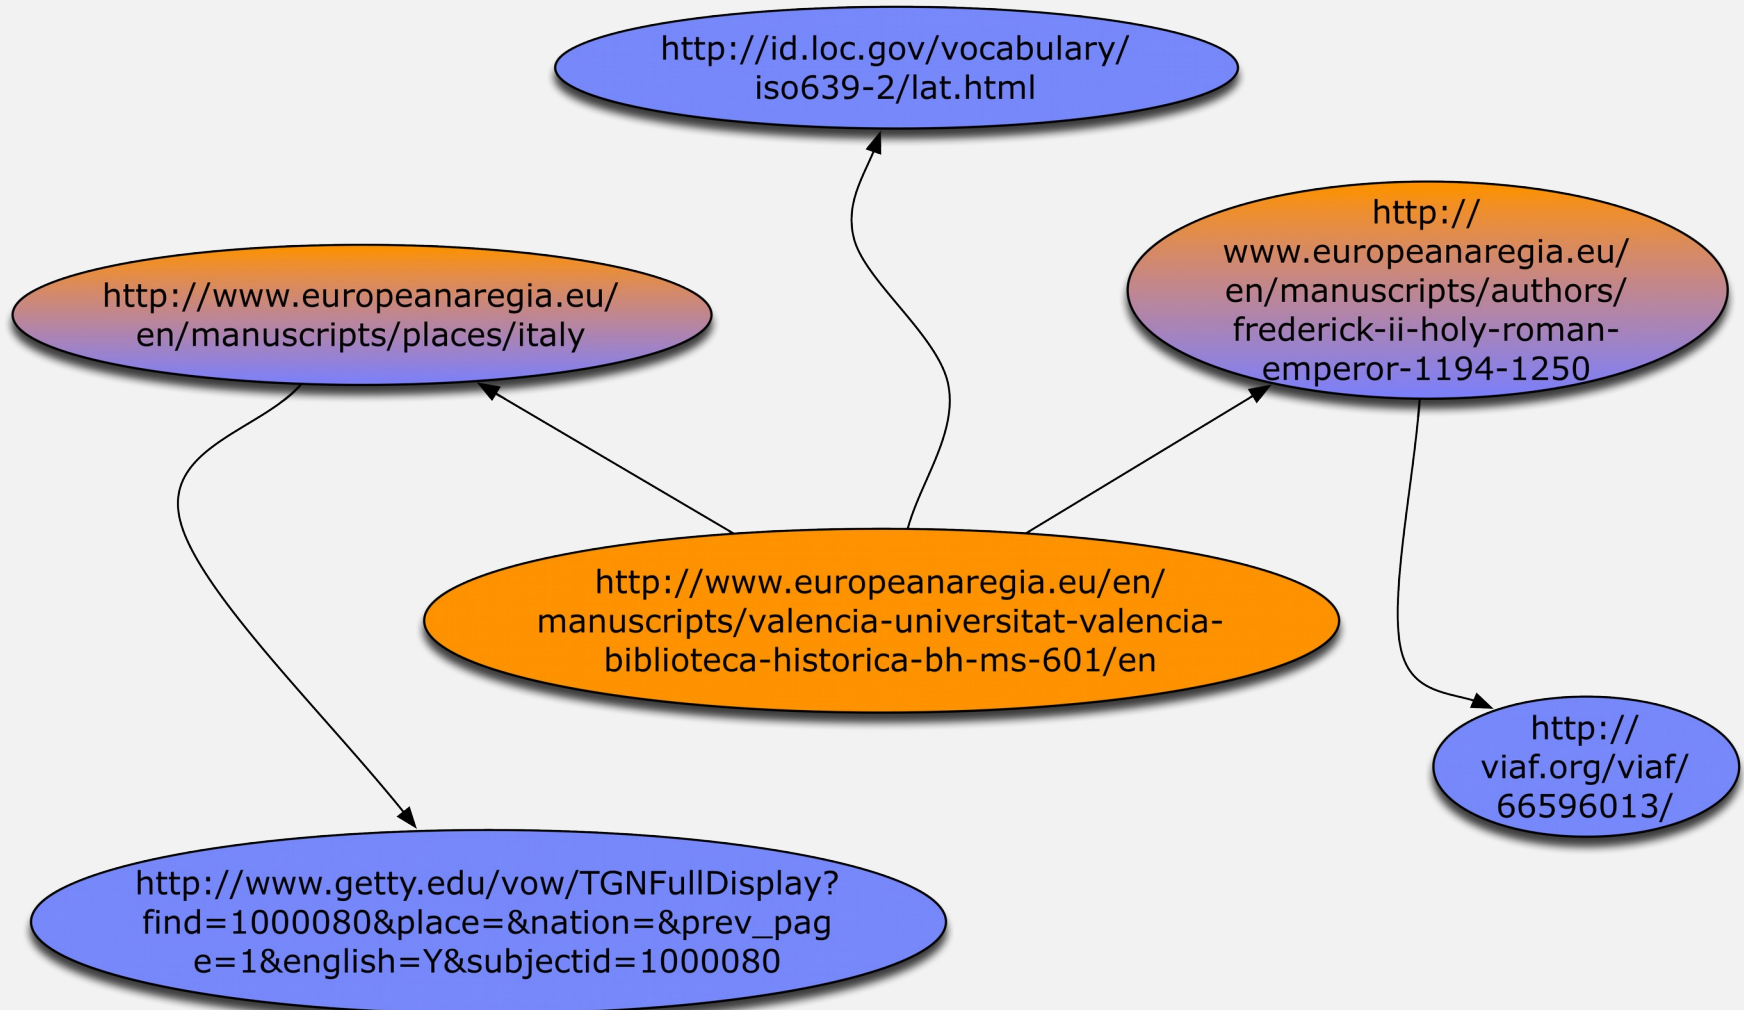 http://id.loc.gov/vocabulary/
iso639-2/lat.html
http://
www.europeanaregia.eu/
en/manuscripts/authors/
frederick-ii-holy-roman-
emperor-1194-1250
http://www.europeanaregia.eu/
en/manuscripts/places/italy
http://www.europeanaregia.eu/en/
manuscripts/valencia-universitat-valencia-
biblioteca-historica-bh-ms-601/en
http://
viaf.org/viaf/
66596013/
http://www.getty.edu/vow/TGNFullDisplay?
find=1000080&place=&nation=&prev_pag
e=1&english=Y&subjectid=1000080